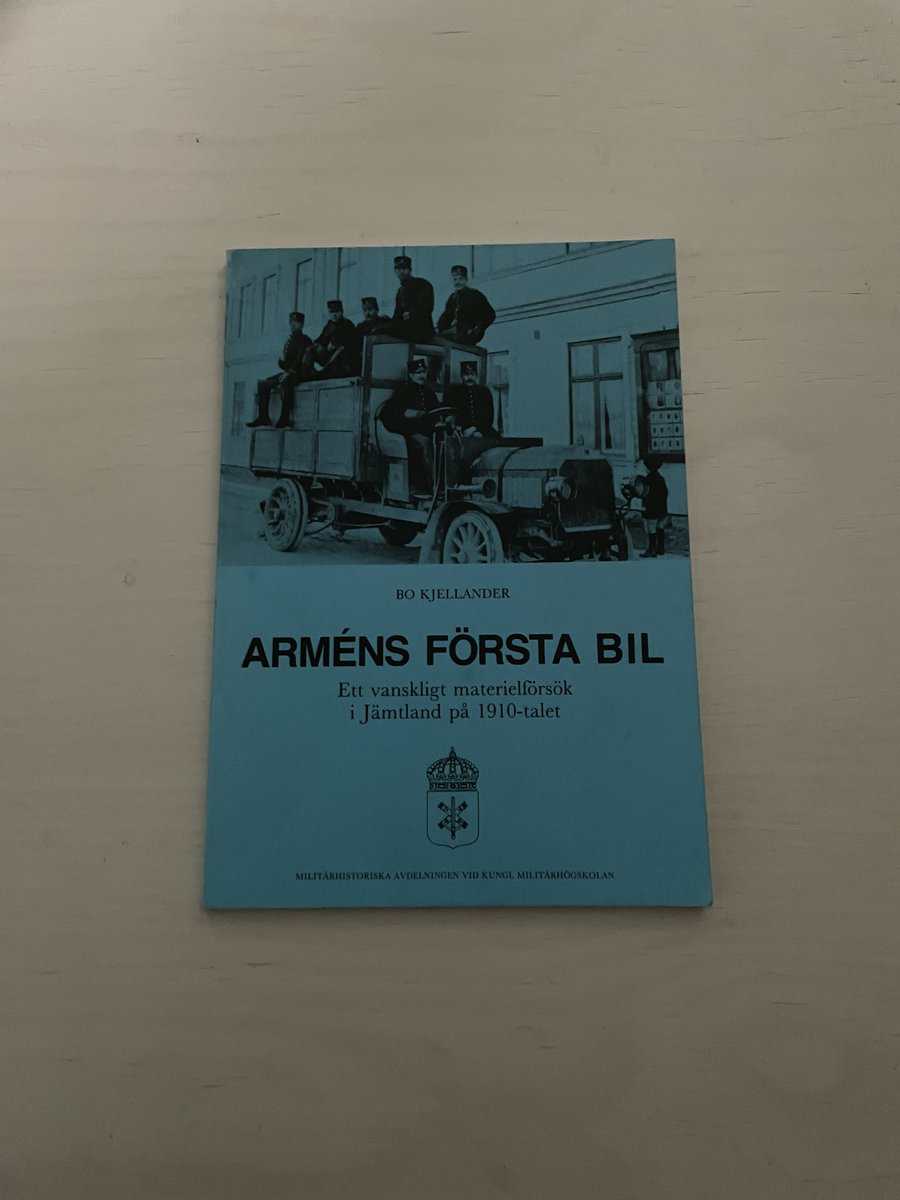 BO KJELLANDER
ARMÉNS FÖRSTA BIL
Ett vanskligt materielförsök
i Jämtland på 1910-talet
MILITÄRHISTORISKA AVDELNINGEN VID KUNGL MILITÄRHÖGSKOLAN